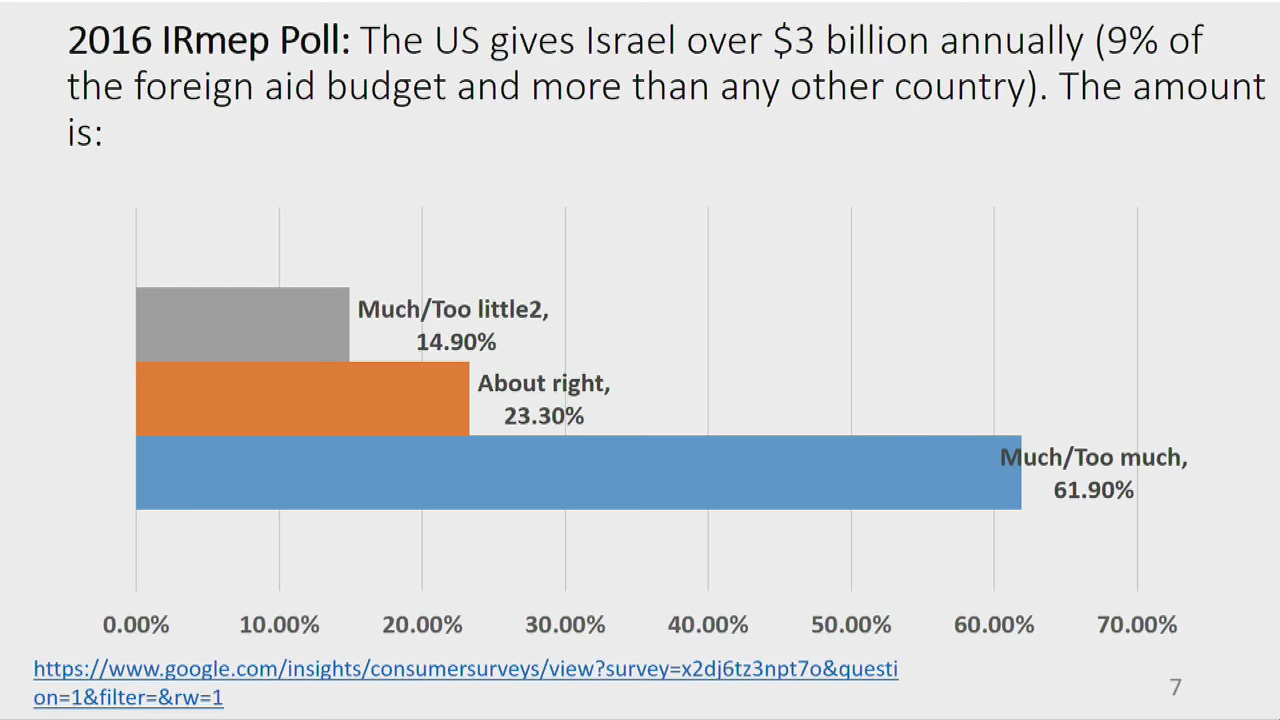 2016 IRmep Poll: The US gives Israel over $3 billion annually (9% of
the foreign aid budget and more than any other country). The amount
is:
Much/Too little2,
14.90%
About right,
23.30%
Much/Too much,
61.90%
0.00% 10.00% 20.00% 30.00% 40.00% 50.00% 60.00% 70.00%
https://www.google.com/insights/consumersurveys/view?survey=x2dj6tz3npt7o&questi
on=1&filter=&rw=1
7